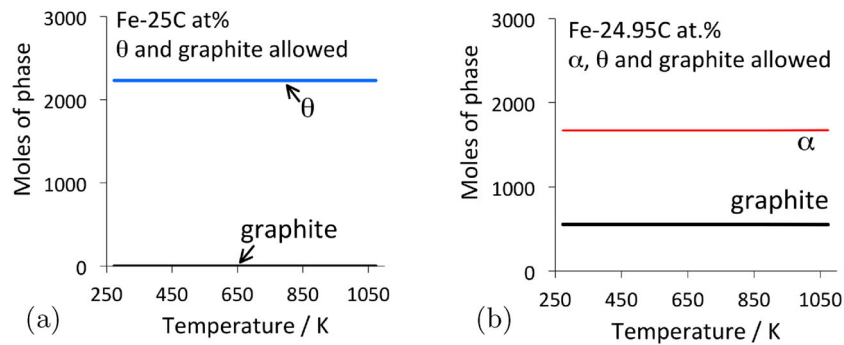 Fe-25C at%
θ and graphite allowed
Moles of phase
3000
2000
1000
0
θ
graphite
250
450
650
850
1050
Temperature / K
(a)
Fe-24.95C at.%
α, θ and graphite allowed
Moles of phase
3000
2000
1000
0
α
graphite
250
450
650
850
1050
Temperature / K
(b)